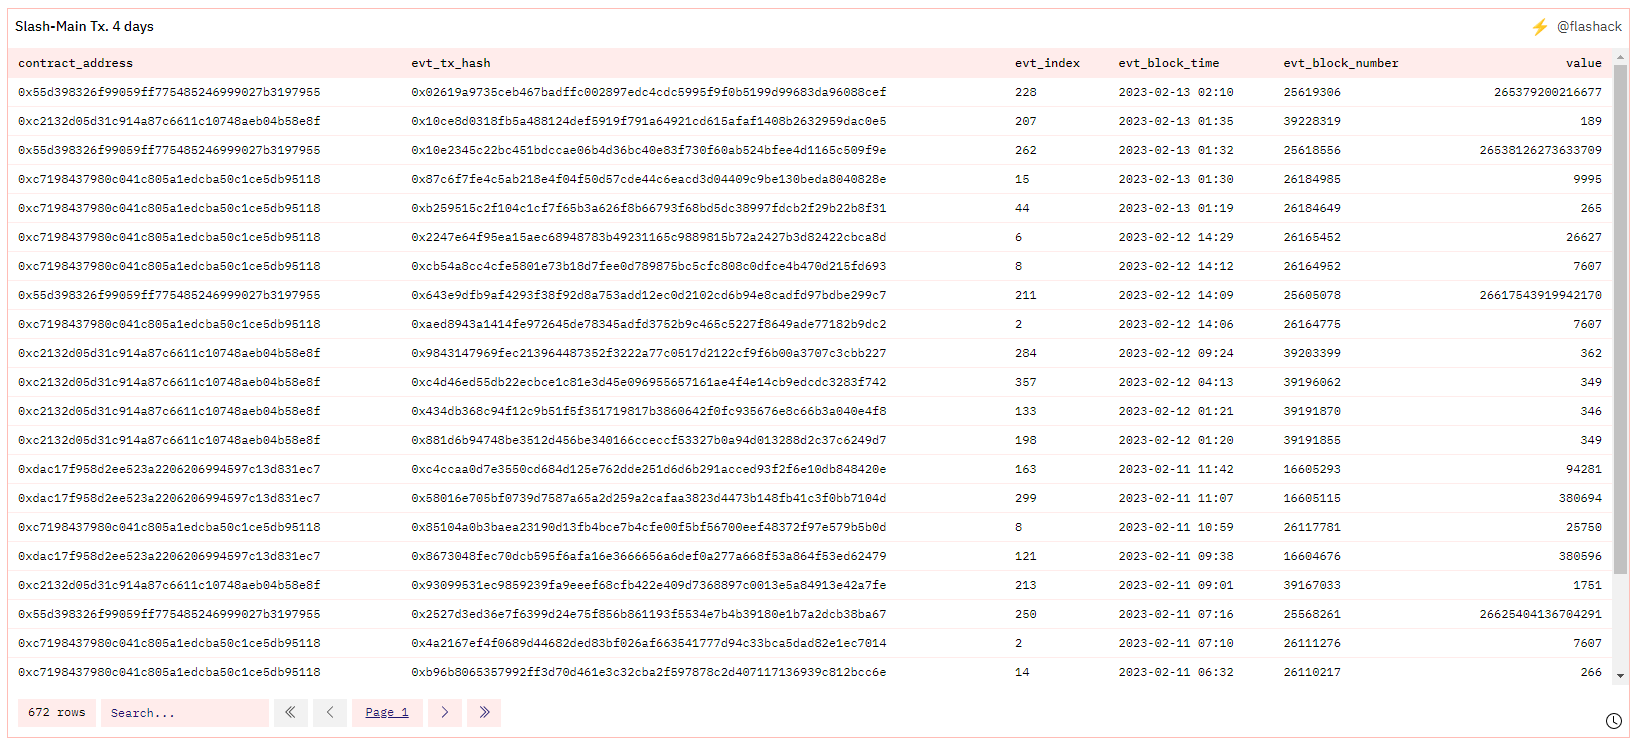 Slash-Main Tx. 4 days
@flashack
contract_address evt_tx_hash evt_index evt_block_time evt_block_number value
0x55d398326f99059ff775485246999027b3197955 0x02619a9735ceb467badffc002897edc4cdc5995f9f0b5199d99683da96088cef 228 2023-02-13 02:10 25619306 265379200216677
0xc2132d05d31c914a87c6611c10748aeb04b58e8f 0x10ce8d0318fb5a488124def5919f791a64921cd615afaf1408b2632959dac0e5 207 2023-02-13 01:35 39228319 189
0x55d398326f99059ff775485246999027b3197955 0x10e2345c22bc451bdccae06b4d36bc40e83f730f60ab524bfee4d1165c509f9e 262 2023-02-13 01:32 25618556 26538126273633709
0xc7198437980c041c805a1edcba50c1ce5db95118 0x87c6f7fe4c5ab218e4f04f50d57cde44c6eacd3d04409c9be130beda8040828e 15 2023-02-13 01:30 26184985 9995
0xc7198437980c041c805a1edcba50c1ce5db95118 0xb259515c2f104c1cf7f65b3a626f8b66793f68bd5dc38997fdcb2f29b22b8f31 44 2023-02-13 01:19 26184649 265
0xc7198437980c041c805a1edcba50c1ce5db95118 0x2247e64f95ea15aec68948783b49231165c9889815b72a2427b3d82422cbca8d 6 2023-02-12 14:29 26165452 26627
0xc7198437980c041c805a1edcba50c1ce5db95118 0xcb54a8cc4cfe5801e73b18d7fee0d789875bc5cfc808c0dfce4b470d215fd693 8 2023-02-12 14:12 26164952 7607
0x55d398326f99059ff775485246999027b3197955 0x643e9dfb9af4293f38f92d8a753add12ec0d2102cd6b94e8cadfd97bdbe299c7 211 2023-02-12 14:09 25605078 26617543919942170
0xc7198437980c041c805a1edcba50c1ce5db95118 0xaed8943a1414fe972645de78345adfd3752b9c465c5227f8649ade77182b9dc2 2 2023-02-12 14:06 26164775 7607
0xc2132d05d31c914a87c6611c10748aeb04b58e8f 0x9843147969fec213964487352f3222a77c0517d2122cf9f6b00a3707c3cbb227 284 2023-02-12 09:24 39203399 362
0xc2132d05d31c914a87c6611c10748aeb04b58e8f 0xc4d46ed55db22ecbce1c81e3d45e096955657161ae4f4e14cb9edcdc3283f742 357 2023-02-12 04:13 39196062 349
0xc2132d05d31c914a87c6611c10748aeb04b58e8f 0x434db368c94f12c9b51f5f351719817b3860642f0fc935676e8c66b3a040e4f8 133 2023-02-12 01:21 39191870 346
0xc2132d05d31c914a87c6611c10748aeb04b58e8f 0x881d6b94748be3512d456be340166cceccf53327b0a94d013288d2c37c6249d7 198 2023-02-12 01:20 39191855 349
0xdac17f958d2ee523a2206206994597c13d831ec7 0xc4ccaa0d7e3550cd684d125e762dde251d6d6b291acced93f2f6e10db848420e 163 2023-02-11 11:42 16605293 94281
0xdac17f958d2ee523a2206206994597c13d831ec7 0x58016e705bf0739d7587a65a2d259a2cafaa3823d4473b148fb41c3f0bb7104d 299 2023-02-11 11:07 16605115 380694
0xc7198437980c041c805a1edcba50c1ce5db95118 0x85104a0b3baea23190d13fb4bce7b4cfe00f5bf56700eef48372f97e579b5b0d 8 2023-02-11 10:59 26117781 25750
0xdac17f958d2ee523a2206206994597c13d831ec7 0x8673048fec70dcb595f6afa16e3666656a6def0a277a668f53a864f53ed62479 121 2023-02-11 09:38 16604676 380596
0xc2132d05d31c914a87c6611c10748aeb04b58e8f 0x93099531ec9859239fa9eeef68cfb422e409d7368897c0013e5a84913e42a7fe 213 2023-02-11 09:01 39167033 1751
0x55d398326f99059ff775485246999027b3197955 0x2527d3ed36e7f6399d24e75f856b861193f5534e7b4b39180e1b7a2dcb38ba67 250 2023-02-11 07:16 25568261 26625404136704291
0xc7198437980c041c805a1edcba50c1ce5db95118 0x4a2167ef4f0689d44682ded83bf026af663541777d94c33bca5dad82e1ec7014 2 2023-02-11 07:10 26111276 7607
0xc7198437980c041c805a1edcba50c1ce5db95118 0xb96b8065357992ff3d70d461e3c32cba2f597878c2d407117136939c812bcc6e 14 2023-02-11 06:32 26110217 266
672 rows Search... Page 1